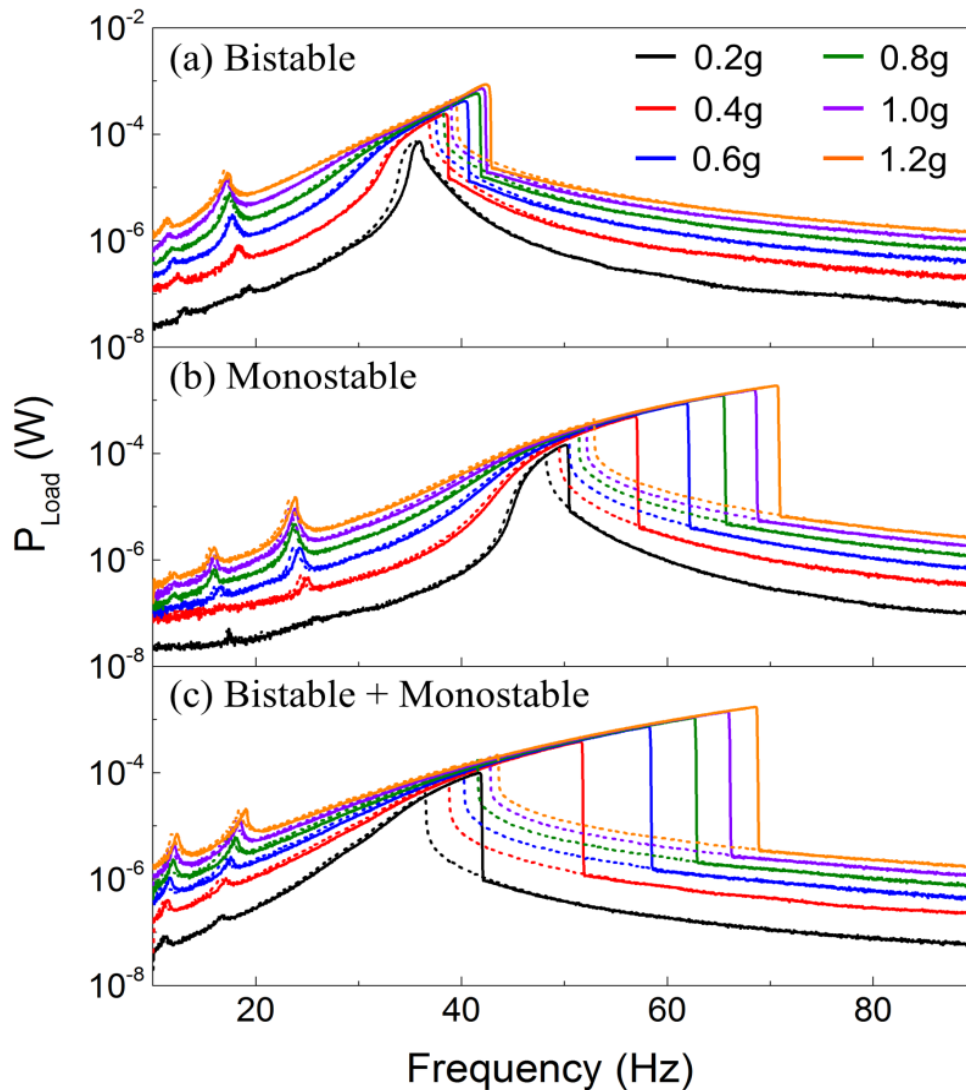 10^-2
(a) Bistable
0.2g 0.8g
0.4g 1.0g
0.6g 1.2g
10^-4
10^-6
10^-8
(b) Monostable
10^-4
10^-6
10^-8
(c) Bistable + Monostable
10^-4
10^-6
10^-8
P_Load (W)
20 40 60 80
Frequency (Hz)